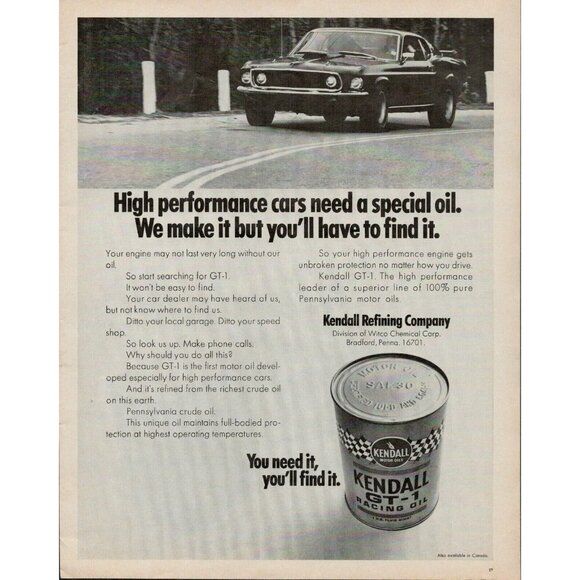 High performance cars need a special oil.
We make it but you'll have to find it.
Your engine may not last very long without our
oil.
So start searching for GT-1.
It won't be easy to find.
Your car dealer may have heard of us,
but not know where to find us.
Ditto your local garage. Ditto your speed
shop.
So look us up. Make phone calls.
Why should you do all this?
Because GT-1 is the first motor oil devel-
oped especially for high performance cars.
And it's refined from the richest crude oil
on this earth.
Pennsylvania crude oil.
This unique oil maintains full-bodied pro-
tection at highest operating temperatures.
So your high performance engine gets
unbroken protection no matter how you drive.
Kendall GT-1. The high performance
leader of a superior line of 100% pure
Pennsylvania motor oils.
Kendall Refining Company
Division of Witco Chemical Corp.
Bradford, Penna. 16701.
MOTOR OIL
SAE 30
KENDALL
MOTOR OILS
KENDALL
GT-1
RACING OIL
You need it,
you'll find it.
Also available in Canada.